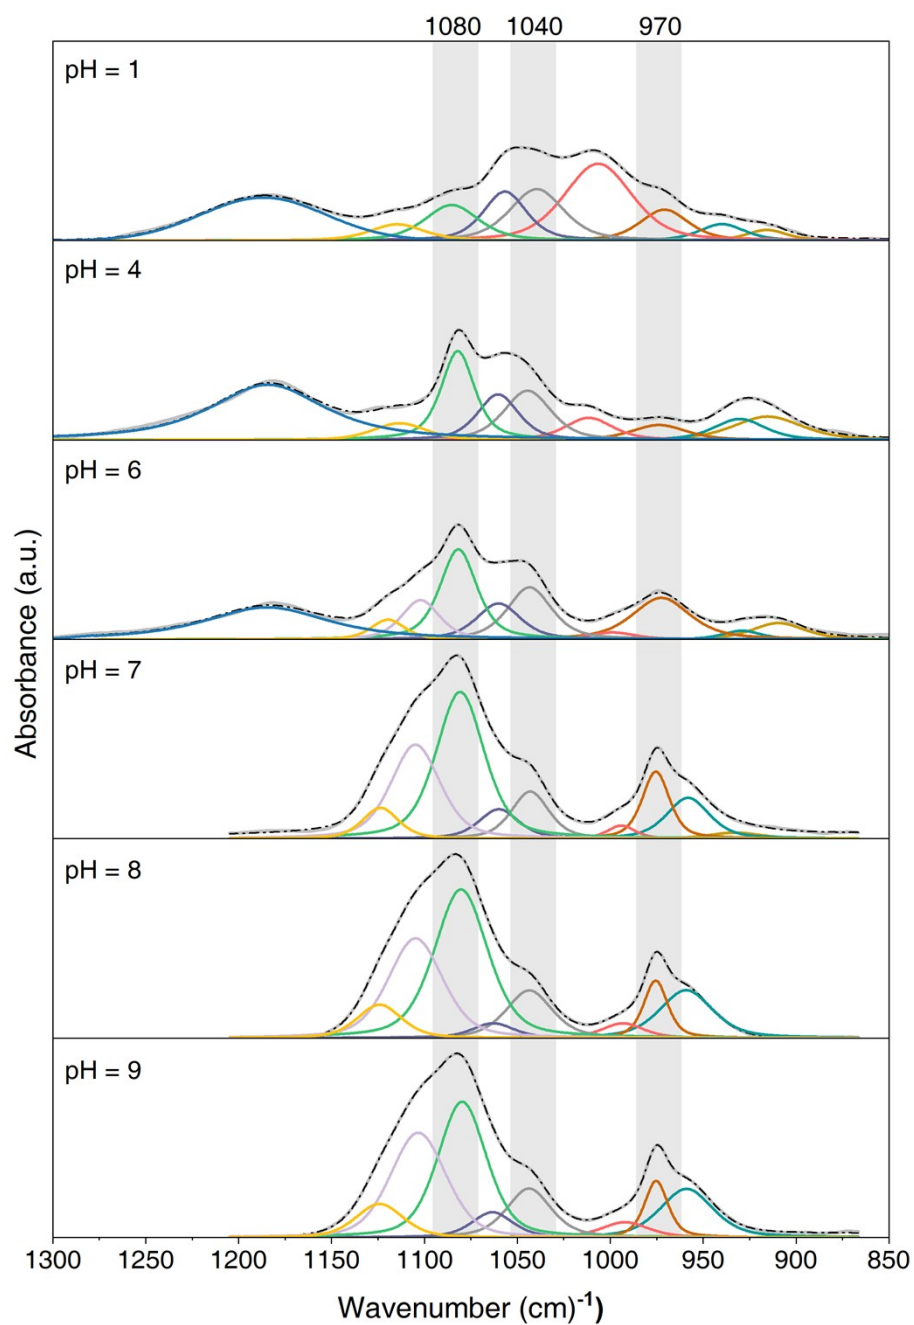 1080 1040 970
pH = 1
pH = 4
pH = 6
pH = 7
pH = 8
pH = 9
Absorbance (a.u.)
1300 1250 1200 1150 1100 1050 1000 950 900 850
Wavenumber (cm)-1)